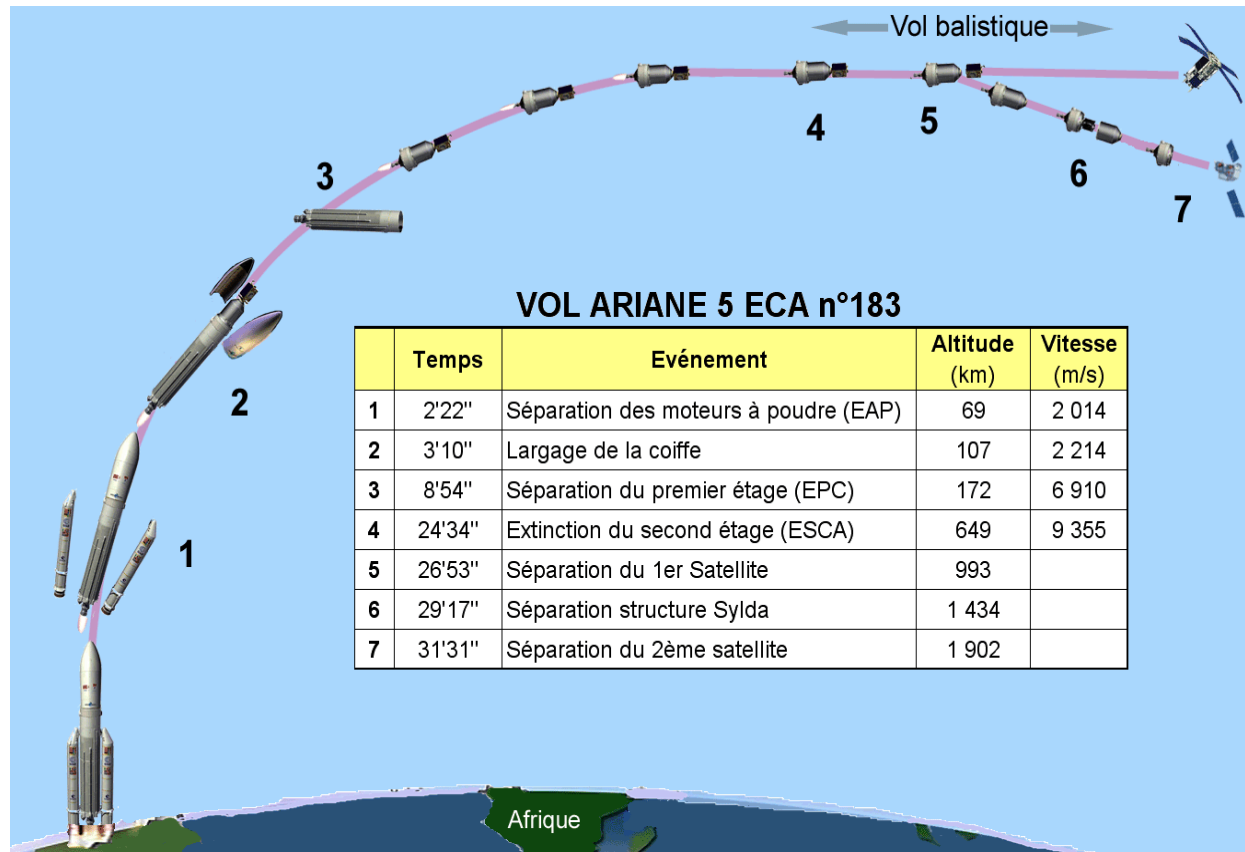 Vol balistique
4
5
3
6
7
2
1
VOL ARIANE 5 ECA n°183
Temps Evénement Altitude (km) Vitesse (m/s)
1 2'22" Séparation des moteurs à poudre (EAP) 69 2 014
2 3'10" Largage de la coiffe 107 2 214
3 8'54" Séparation du premier étage (EPC) 172 6 910
4 24'34" Extinction du second étage (ESCA) 649 9 355
5 26'53" Séparation du 1er Satellite 993
6 29'17" Séparation structure Sylda 1 434
7 31'31" Séparation du 2ème satellite 1 902
Afrique